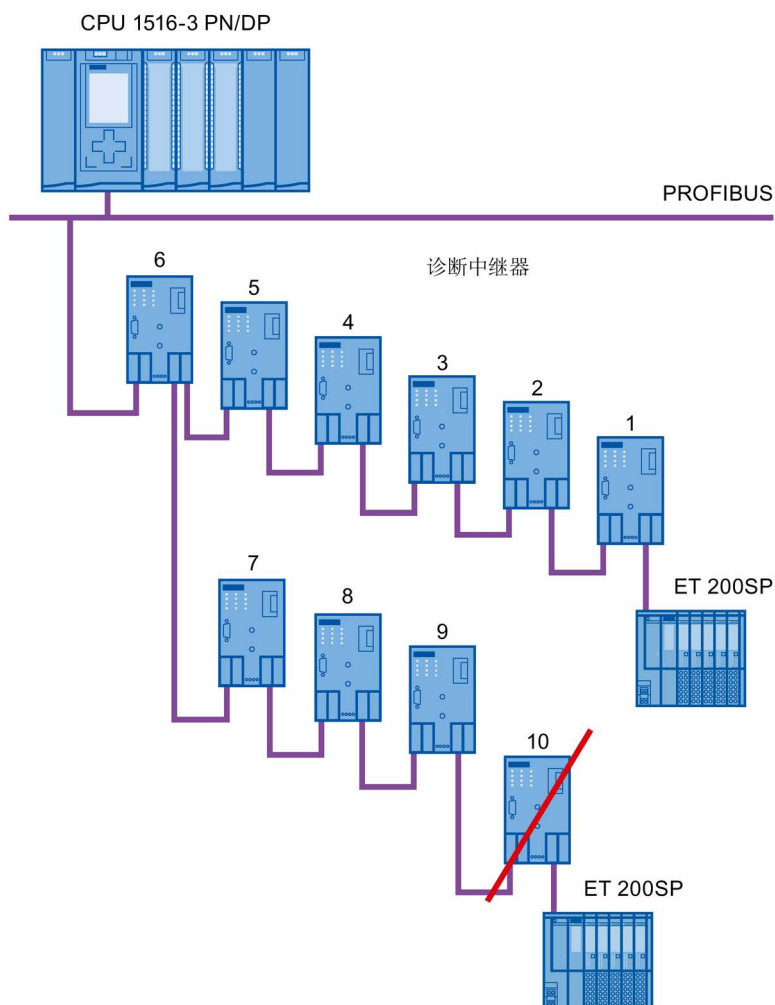 CPU 1516-3 PN/DP
PROFIBUS
诊断中继器
6
5
4
3
2
1
ET 200SP
7
8
9
10
ET 200SP